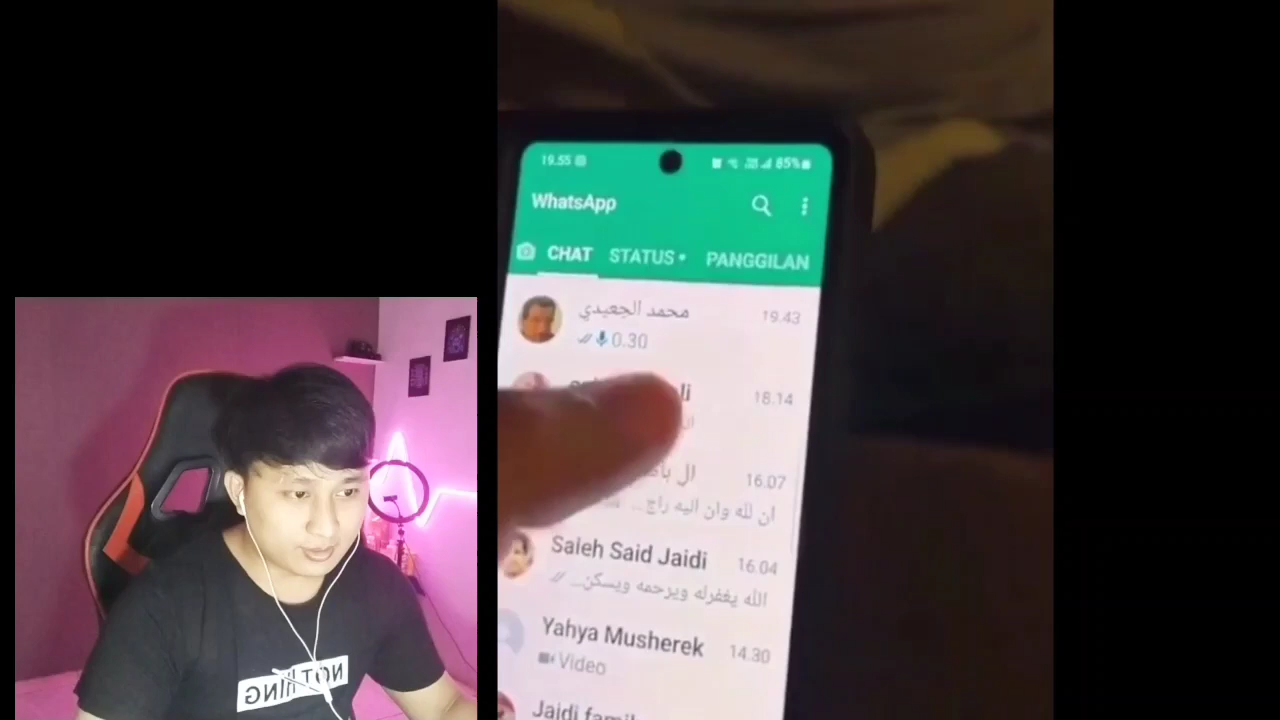 19.55
85%
WhatsApp
CHAT STATUS PANGGILAN
محمد الجعيدي
19.43
0.30
18.14
16.07
ان لله وان اليه راج...
Saleh Said Jaidi
16.04
الله يغفرله ويرحمه ويسكن...
Yahya Musherek
14.30
Video
Jaidi
NOTHING